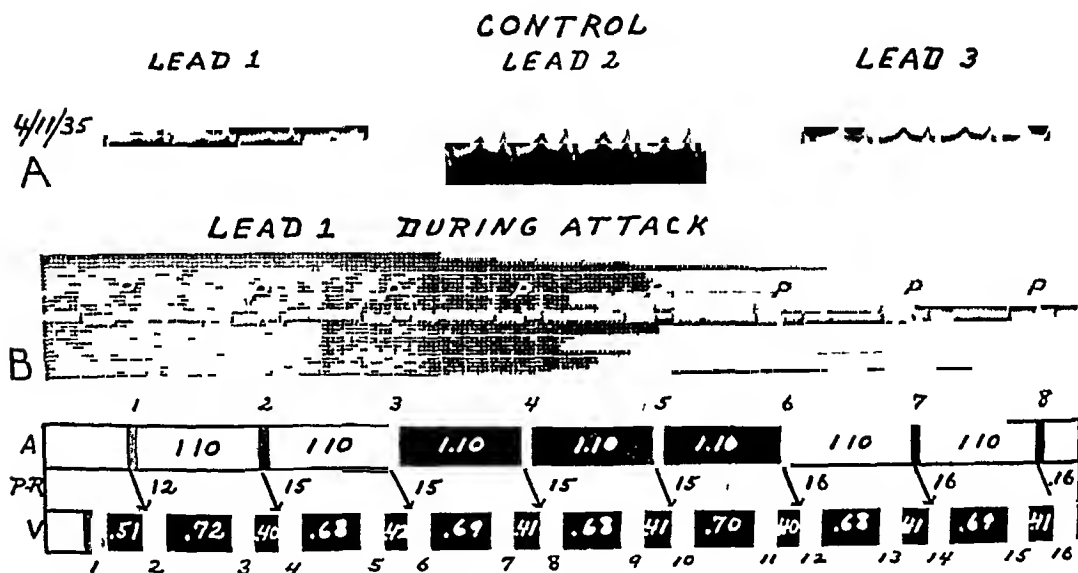 CONTROL
LEAD 1 LEAD 2 LEAD 3
4/11/35
A
LEAD 1 DURING ATTACK
P P P
B
1 2 3 4 5 6 7 8
A 110 110 1.10 1.10 1.10 110 110
P-R 12 15 15 15 15 16 16 .16
V .51 .72 .40 .68 .42 .69 .41 .68 .41 .70 .40 .68 .41 .69 .41
1 2 3 4 5 6 7 8 9 10 11 12 13 14 15 16